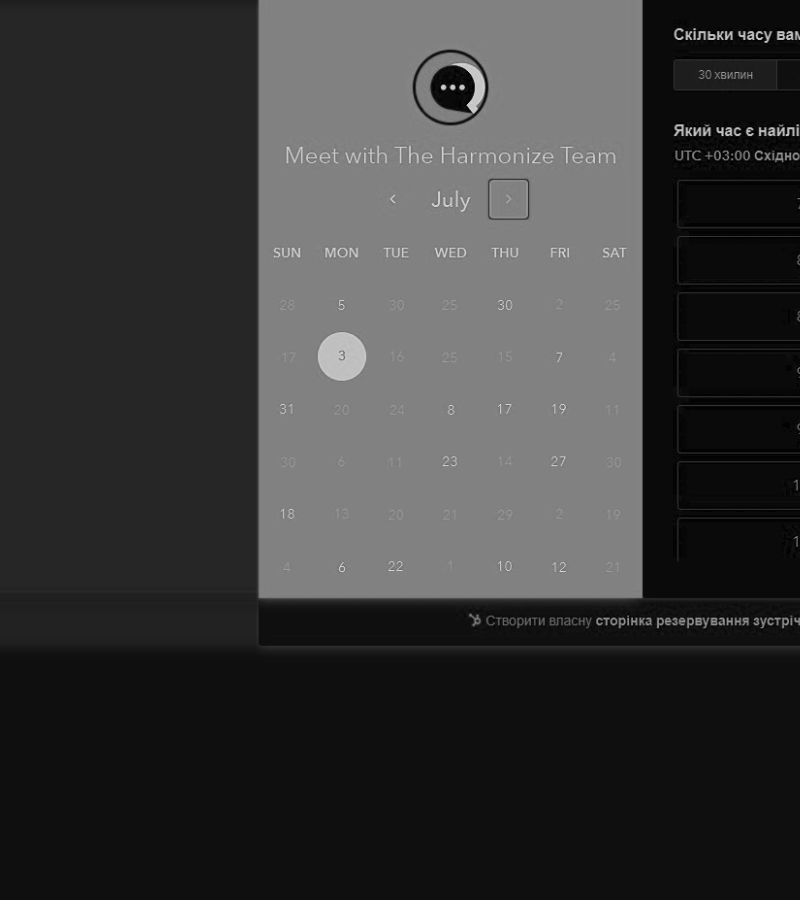 Meet with The Harmonize Team
July
SUN MON TUE WED THU FRI SAT
28 5 30 25 30 2 25
17 3 16 25 15 7 4
31 20 24 8 17 19 11
30 6 11 23 14 27 30
18 13 20 21 29 2 19
4 6 22 1 10 12 21
Скільки часу вам
30 хвилин
Який час є найлі
UTC +03:00 Східно
Створити власну сторінка резервування зустріч